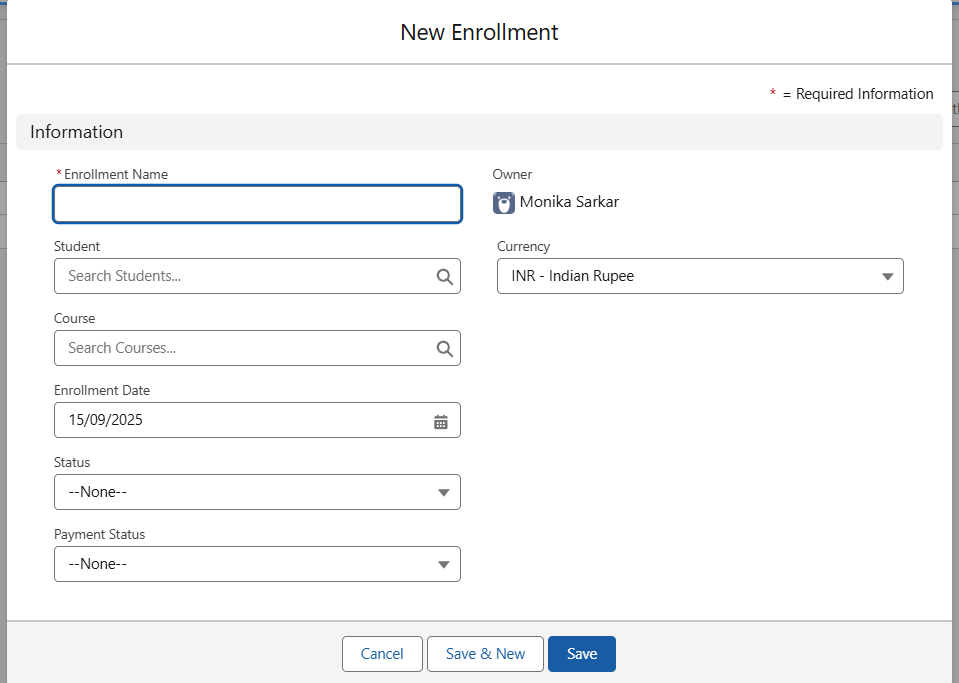 New Enrollment
* = Required Information
Information
*Enrollment Name
Owner
Monika Sarkar
Student
Search Students...
Currency
INR - Indian Rupee
Course
Search Courses...
Enrollment Date
15/09/2025
Status
--None--
Payment Status
--None--
Cancel
Save & New
Save